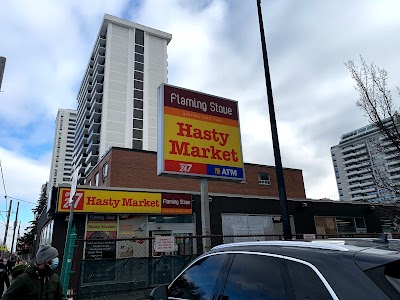 Flaming Stove
Hasty
Market
24/7
ATM
24/7
Hasty Market
Flaming Stove